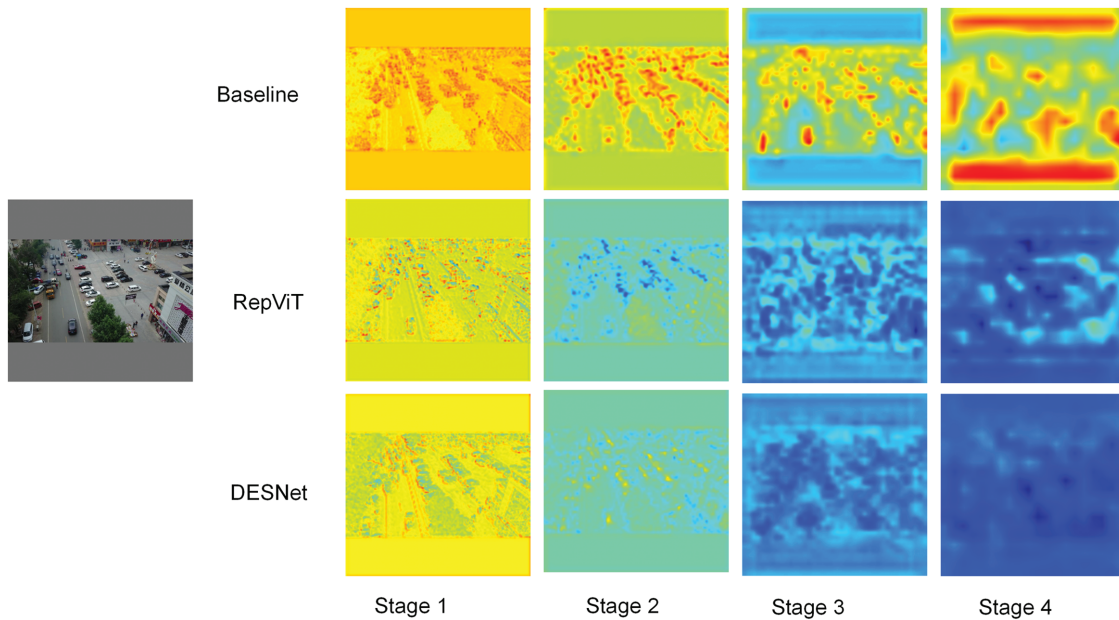 Baseline
RepViT
DESNet
Stage 1
Stage 2
Stage 3
Stage 4